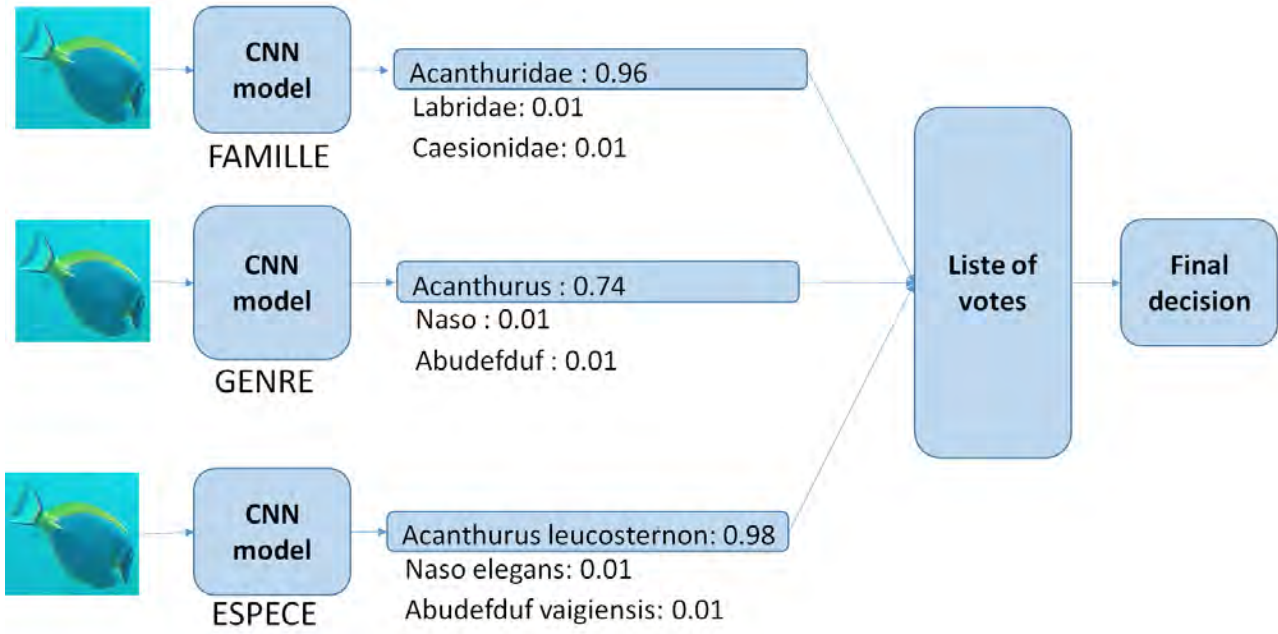 CNN
model
FAMILLE
Acanthuridae : 0.96
Labridae: 0.01
Caesionidae: 0.01
CNN
model
GENRE
Acanthurus : 0.74
Naso : 0.01
Abudefduf : 0.01
CNN
model
ESPECE
Acanthurus leucosternon: 0.98
Naso elegans: 0.01
Abudefduf vaigiensis: 0.01
Liste of
votes
Final
decision